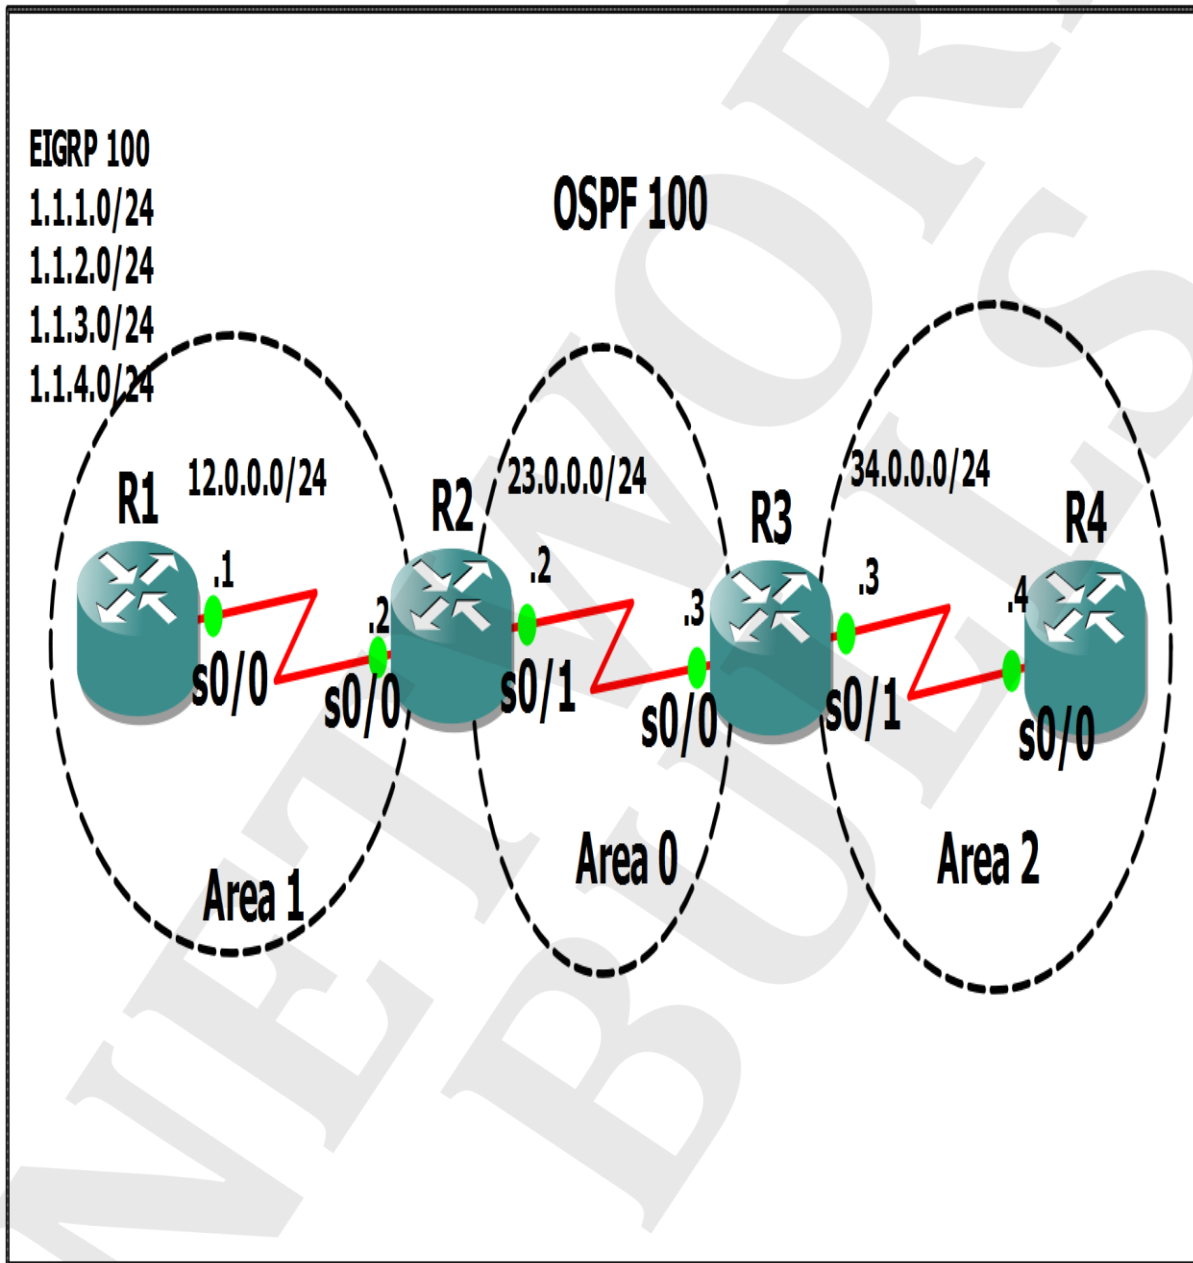 EIGRP 100
1.1.1.0/24
1.1.2.0/24
1.1.3.0/24
1.1.4.0/24
OSPF 100
R1
12.0.0.0/24
R2
23.0.0.0/24
R3
34.0.0.0/24
R4
.1
s0/0
.2
s0/0
.2
s0/1
.3
s0/0
.3
s0/1
.4
s0/0
Area 1
Area 0
Area 2
NETWORK
BULLS